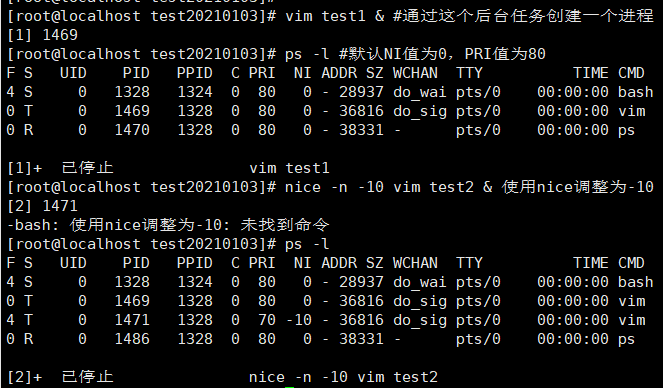 [root@localhost test20210103]# vim test1 & #通过这个后台任务创建一个进程
[1] 1469
[root@localhost test20210103]# ps -l #默认NI值为0，PRI值为80
F S   UID    PID   PPID  C PRI  NI ADDR SZ WCHAN  TTY          TIME CMD
4 S     0   1328   1324  0  80   0 - 28937 do_wai pts/0    00:00:00 bash
0 T     0   1469   1328  0  80   0 - 36816 do_sig pts/0    00:00:00 vim
0 R     0   1470   1328  0  80   0 - 38331 -      pts/0    00:00:00 ps
[1]+  已停止               vim test1
[root@localhost test20210103]# nice -n -10 vim test2 & 使用nice调整为-10
[2] 1471
-bash: 使用nice调整为-10: 未找到命令
[root@localhost test20210103]# ps -l
F S   UID    PID   PPID  C PRI  NI ADDR SZ WCHAN  TTY          TIME CMD
4 S     0   1328   1324  0  80   0 - 28937 do_wai pts/0    00:00:00 bash
0 T     0   1469   1328  0  80   0 - 36816 do_sig pts/0    00:00:00 vim
4 T     0   1471   1328  0  70 -10 - 36816 do_sig pts/0    00:00:00 vim
0 R     0   1486   1328  0  80   0 - 38331 -      pts/0    00:00:00 ps
[2]+  已停止               nice -n -10 vim test2